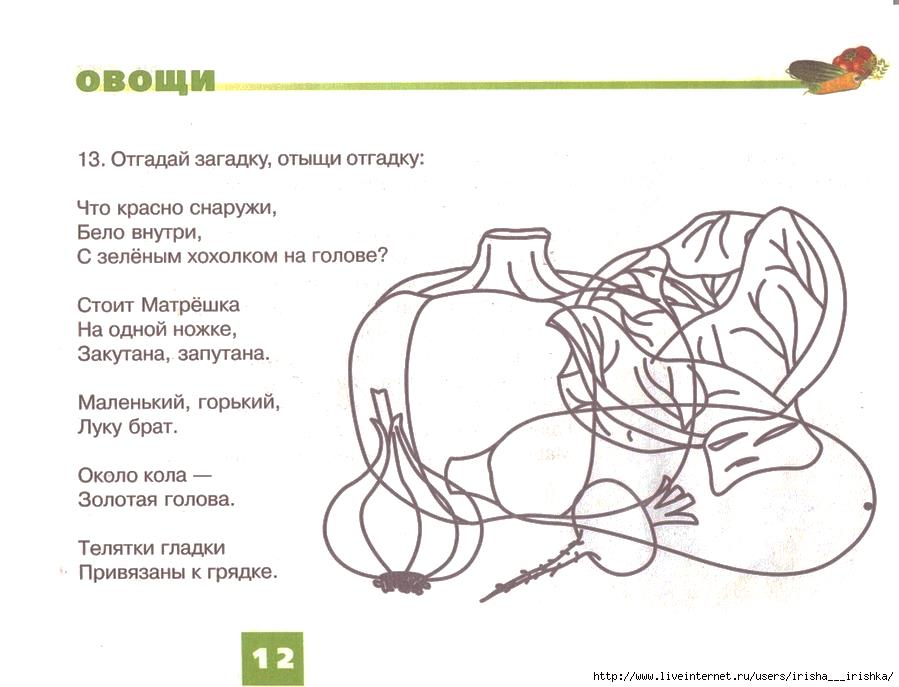 ОВОЩИ
13. Отгадай загадку, отыщи отгадку:
Что красно снаружи,
Бело внутри,
С зелёным хохолком на голове?
Стоит Матрёшка
На одной ножке,
Закутана, запутана.
Маленький, горький,
Луку брат.
Около кола —
Золотая голова.
Телятки гладки
Привязаны к грядке.
12
http://www.liveinternet.ru/users/irisha___irishka/